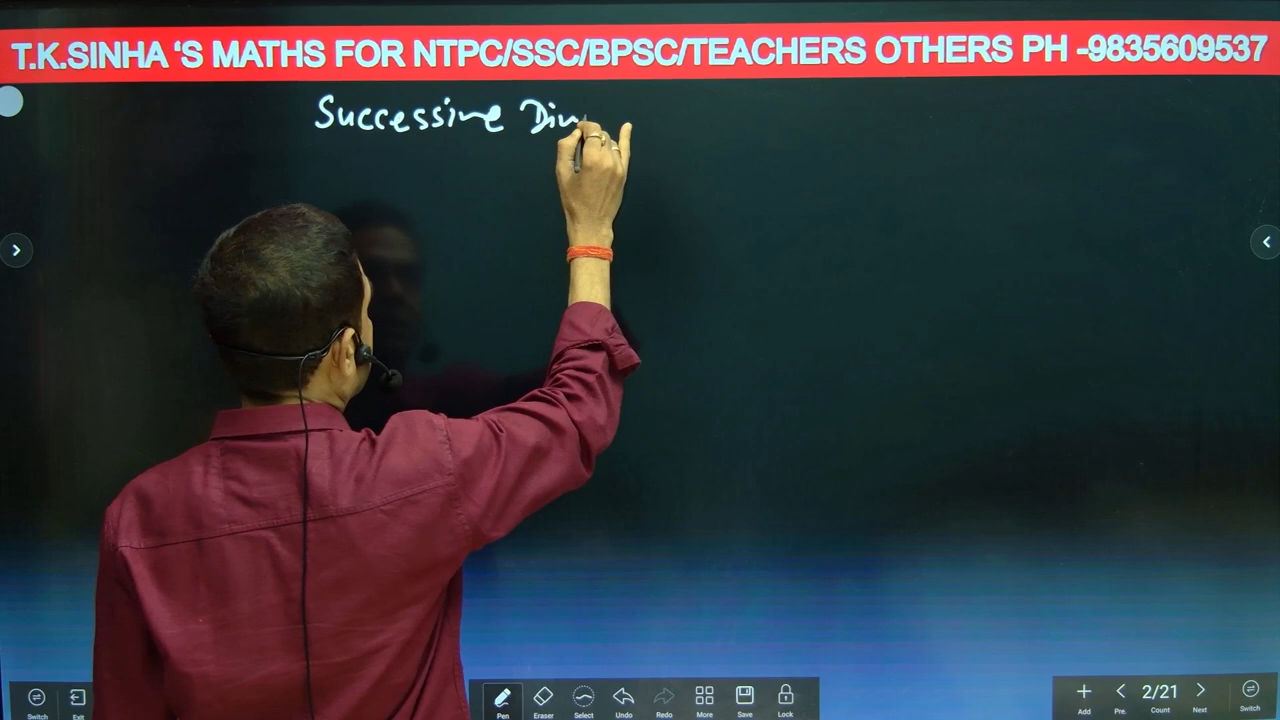 T.K.SINHA ‘S MATHS FOR NTPC/SSC/BPSC/TEACHERS OTHERS PH -9835609537
Successive Div
Switch
Exit
Pen
Eraser
Select
Undo
Redo
More
Save
Lock
Add
Pre.
2/21
Count
Next
Switch